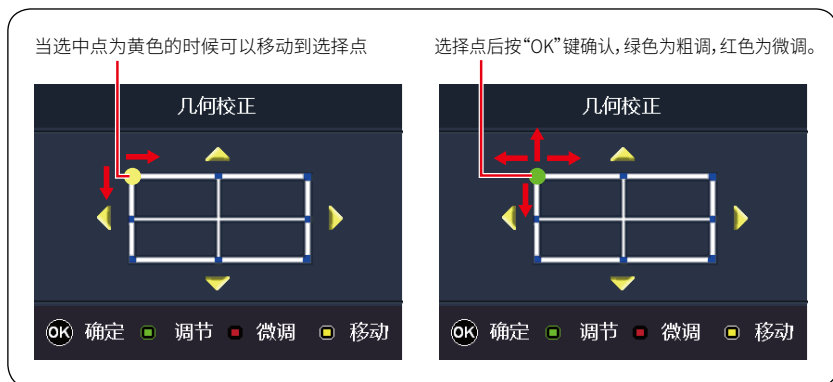 当选中点为黄色的时候可以移动到选择点
选择点后按“OK”键确认,绿色为粗调,红色为微调。
几何校正
OK 确定 调节 微调 移动
几何校正
OK 确定 调节 微调 移动